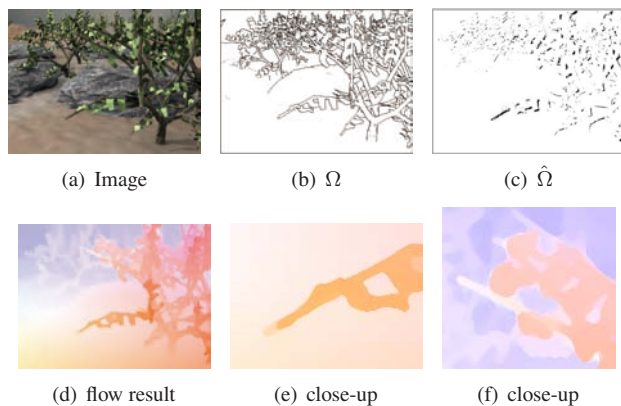 (a) Image (b) Ω (c) Ω̂
(d) flow result (e) close-up (f) close-up